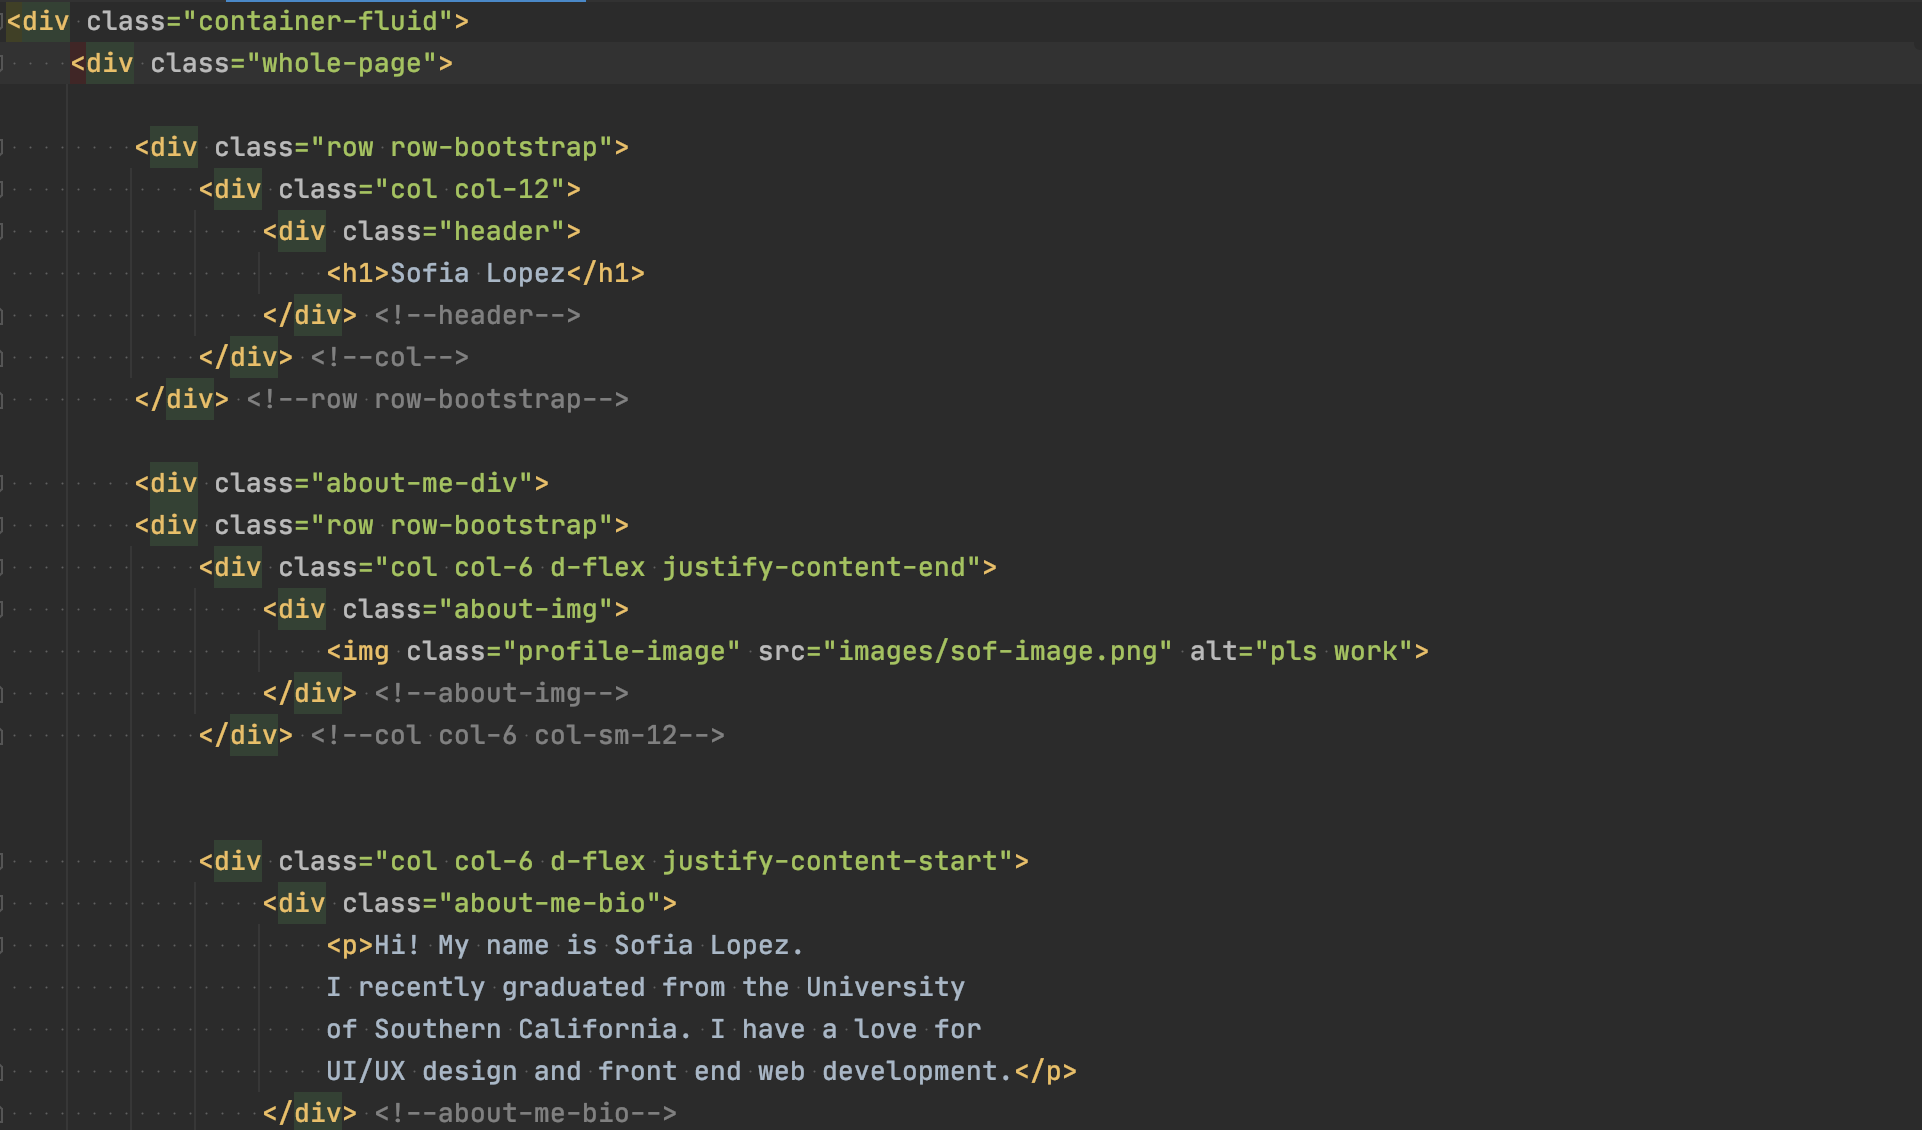 <div class="container-fluid">
<div class="whole-page">
<div class="row row-bootstrap">
<div class="col col-12">
<div class="header">
<h1>Sofia Lopez</h1>
</div> <!--header-->
</div> <!--col-->
</div> <!--row row-bootstrap-->
<div class="about-me-div">
<div class="row row-bootstrap">
<div class="col col-6 d-flex justify-content-end">
<div class="about-img">
<img class="profile-image" src="images/sof-image.png" alt="pls work">
</div> <!--about-img-->
</div> <!--col col-6 col-sm-12-->
<div class="col col-6 d-flex justify-content-start">
<div class="about-me-bio">
<p>Hi! My name is Sofia Lopez.
I recently graduated from the University
of Southern California. I have a love for
UI/UX design and front end web development.</p>
</div> <!--about-me-bio-->